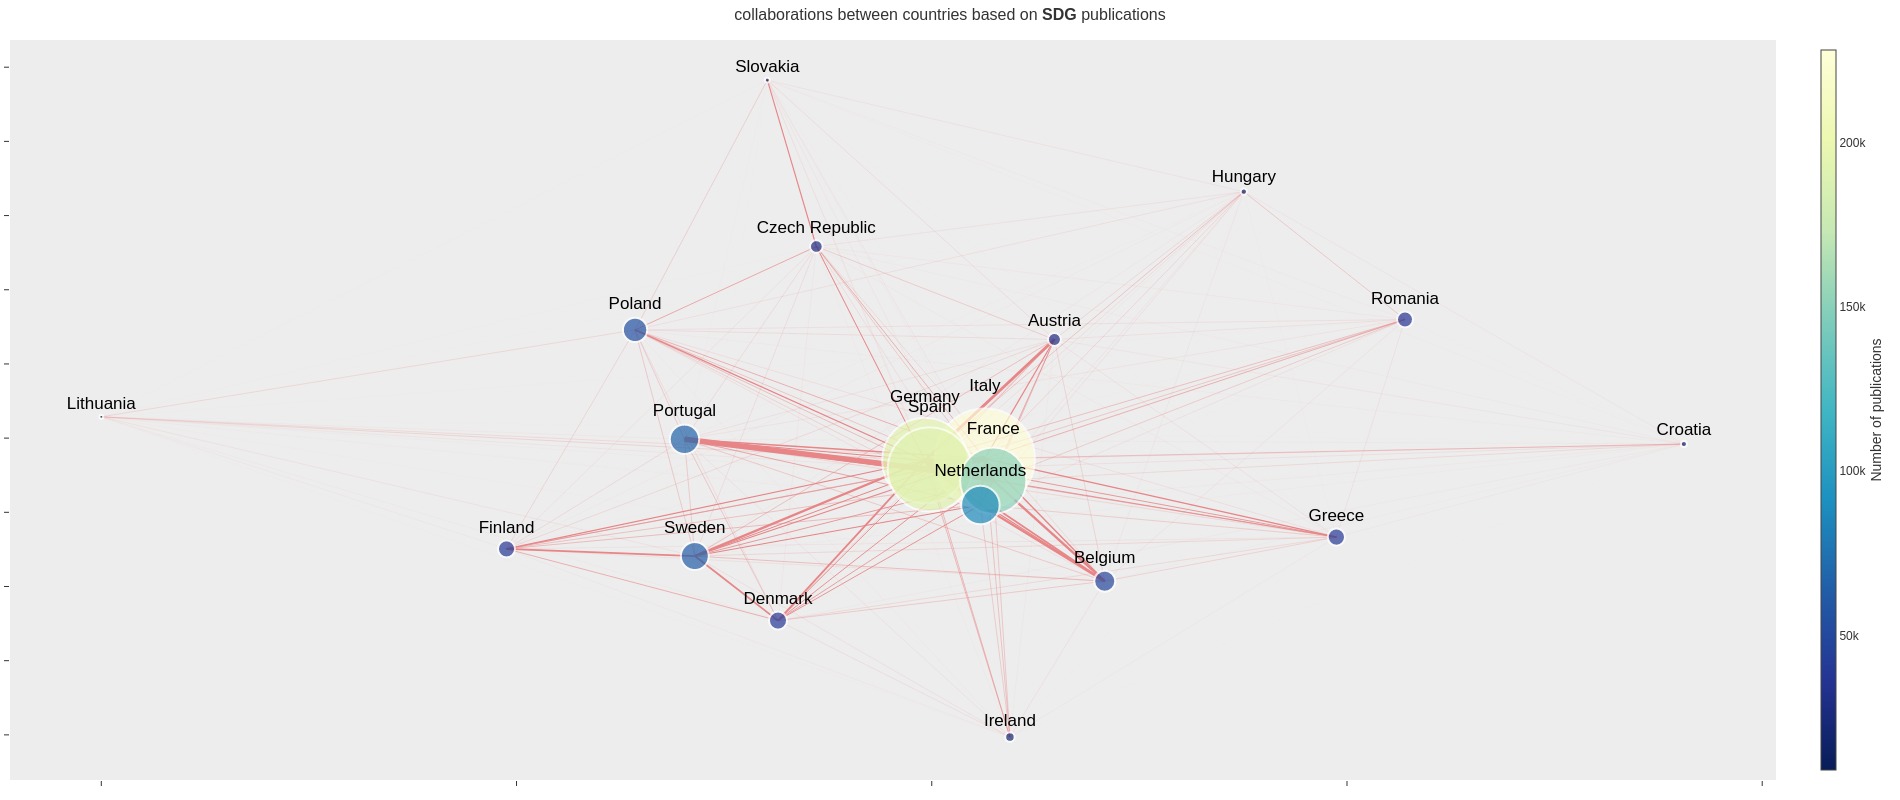 collaborations between countries based on SDG publications
Slovakia
Hungary
Czech Republic
Poland
Romania
Austria
Italy
Germany
Spain
Lithuania
Portugal
France
Croatia
Netherlands
Greece
Finland
Sweden
Belgium
Denmark
Ireland
200k
150k
100k
50k
Number of publications